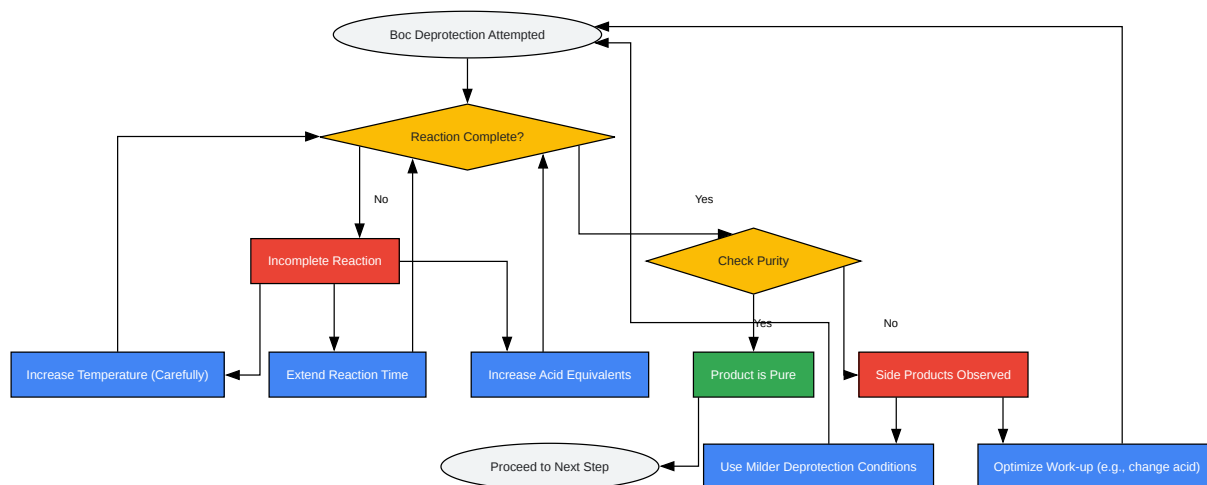 Boc Deprotection Attempted
Reaction Complete?
No
Yes
Incomplete Reaction
Check Purity
Yes
No
Increase Temperature (Carefully)
Extend Reaction Time
Increase Acid Equivalents
Product is Pure
Side Products Observed
Proceed to Next Step
Use Milder Deprotection Conditions
Optimize Work-up (e.g., change acid)